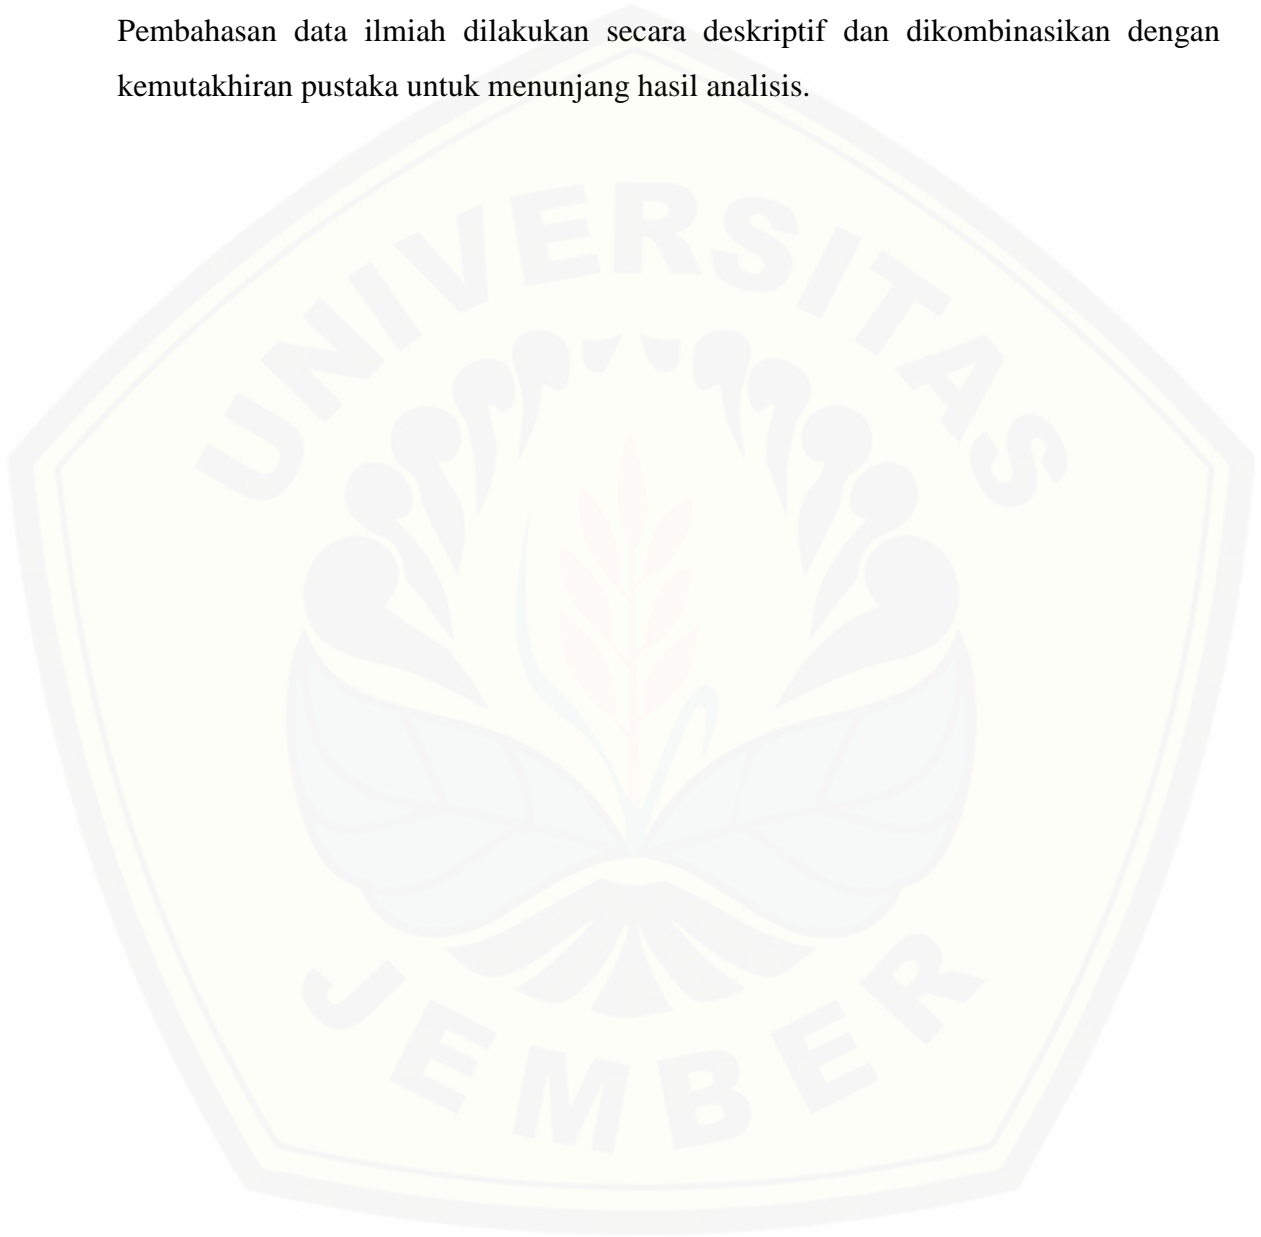 Pembahasan data ilmiah dilakukan secara deskriptif dan dikombinasikan dengan
kemutakhiran pustaka untuk menunjang hasil analisis.
UNIVERSITAS
JEMBER